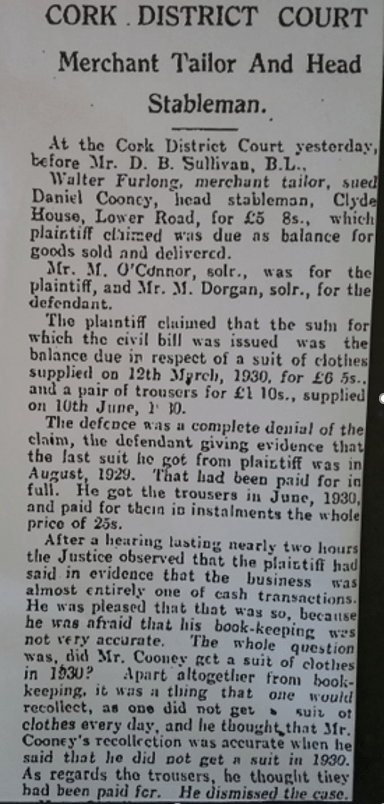 CORK DISTRICT COURT
Merchant Tailor And Head
Stableman.
At the Cork District Court yesterday,
before Mr. D. B. Sullivan, B.L.,
Walter Furlong, merchant tailor, sued
Daniel Cooney, head stableman, Clyde
House, Lower Road, for £5 8s., which
plaintiff claimed was due as balance for
goods sold and delivered.
Mr. M. O'Connor, solr., was for the
plaintiff, and Mr. M. Dorgan, solr., for the
defendant.
The plaintiff claimed that the sum for
which the civil bill was issued was the
balance due in respect of a suit of clothes
supplied on 12th March, 1930, for £6 5s.,
and a pair of trousers for £1 10s., supplied
on 10th June, 1 30.
The defence was a complete denial of the
claim, the defendant giving evidence that
the last suit he got from plaintiff was in
August, 1929. That had been paid for in
full. He got the trousers in June, 1930,
and paid for them in instalments the whole
price of 25s.
After a hearing lasting nearly two hours
the Justice observed that the plaintiff had
said in evidence that the business was
almost entirely one of cash transactions.
He was pleased that that was so, because
he was afraid that his book-keeping was
not very accurate. The whole question
was, did Mr. Cooney get a suit of clothes
in 1930? Apart altogether from book-
keeping, it was a thing that one would
recollect, as one did not get a suit of
clothes every day, and he thought that Mr.
Cooney's recollection was accurate when he
said that he did not get a suit in 1930.
As regards the trousers, he thought they
had been paid for. He dismissed the case.